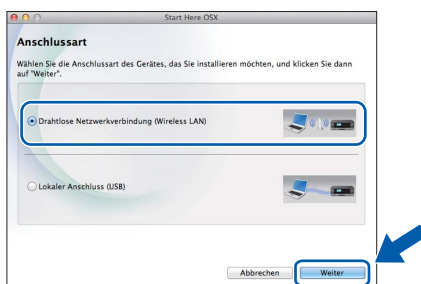 Start Here OSX
Anschlussart
Wählen Sie die Anschlussart des Gerätes, das Sie installieren möchten, und klicken Sie dann
auf "Weiter".
Drahtlose Netzwerkverbindung (Wireless LAN)
Lokaler Anschluss (USB)
Abbrechen
Weiter